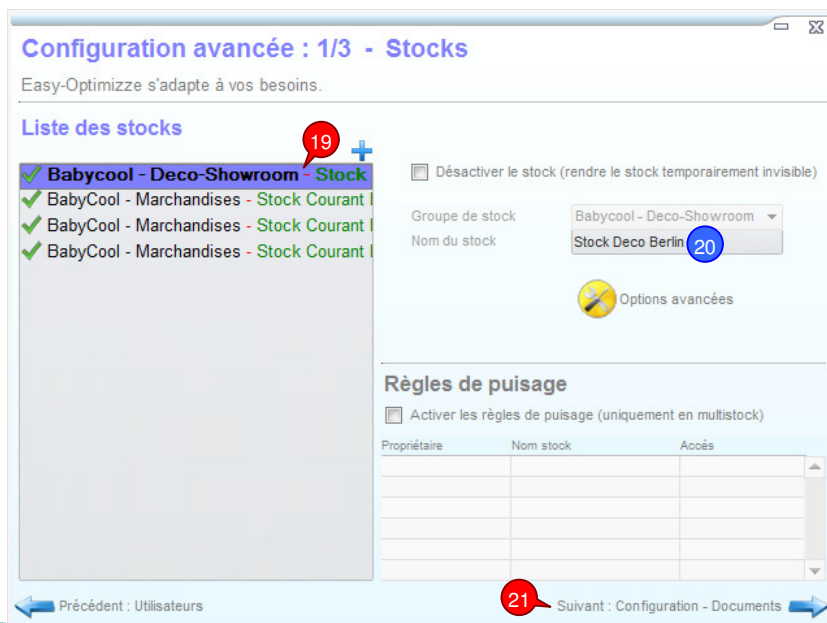 Configuration avancée : 1/3 - Stocks
Easy-Optimizze s'adapte à vos besoins.
Liste des stocks
19
Babycool - Deco-Showroom - Stock
BabyCool - Marchandises - Stock Courant
BabyCool - Marchandises - Stock Courant
BabyCool - Marchandises - Stock Courant
Désactiver le stock (rendre le stock temporairement invisible)
Groupe de stock Babycool - Deco-Showroom
Nom du stock Stock Deco Berlin 20
Options avancées
Règles de puisage
Activer les règles de puisage (uniquement en multistock)
Propriétaire Nom stock Accès
Précédent : Utilisateurs
21 Suivant : Configuration - Documents